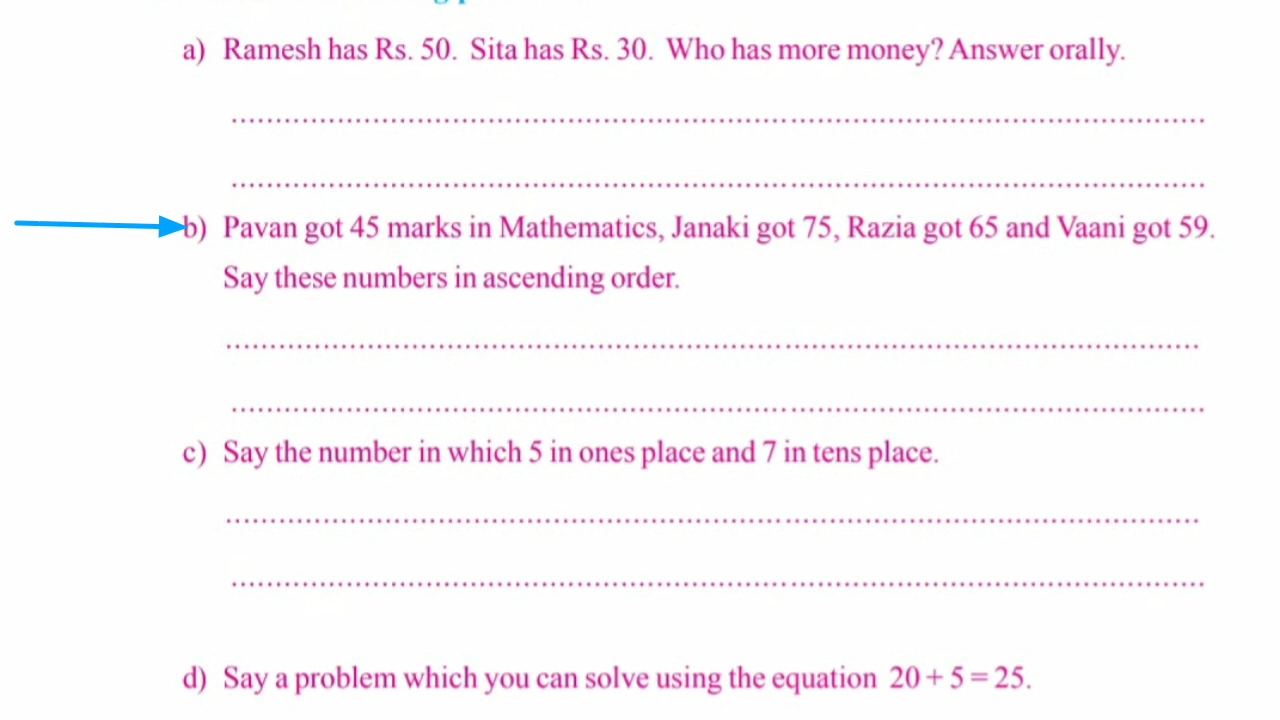 a) Ramesh has Rs. 50. Sita has Rs. 30. Who has more money? Answer orally.
b) Pavan got 45 marks in Mathematics, Janaki got 75, Razia got 65 and Vaani got 59.
Say these numbers in ascending order.
c) Say the number in which 5 in ones place and 7 in tens place.
d) Say a problem which you can solve using the equation 20 + 5 = 25.